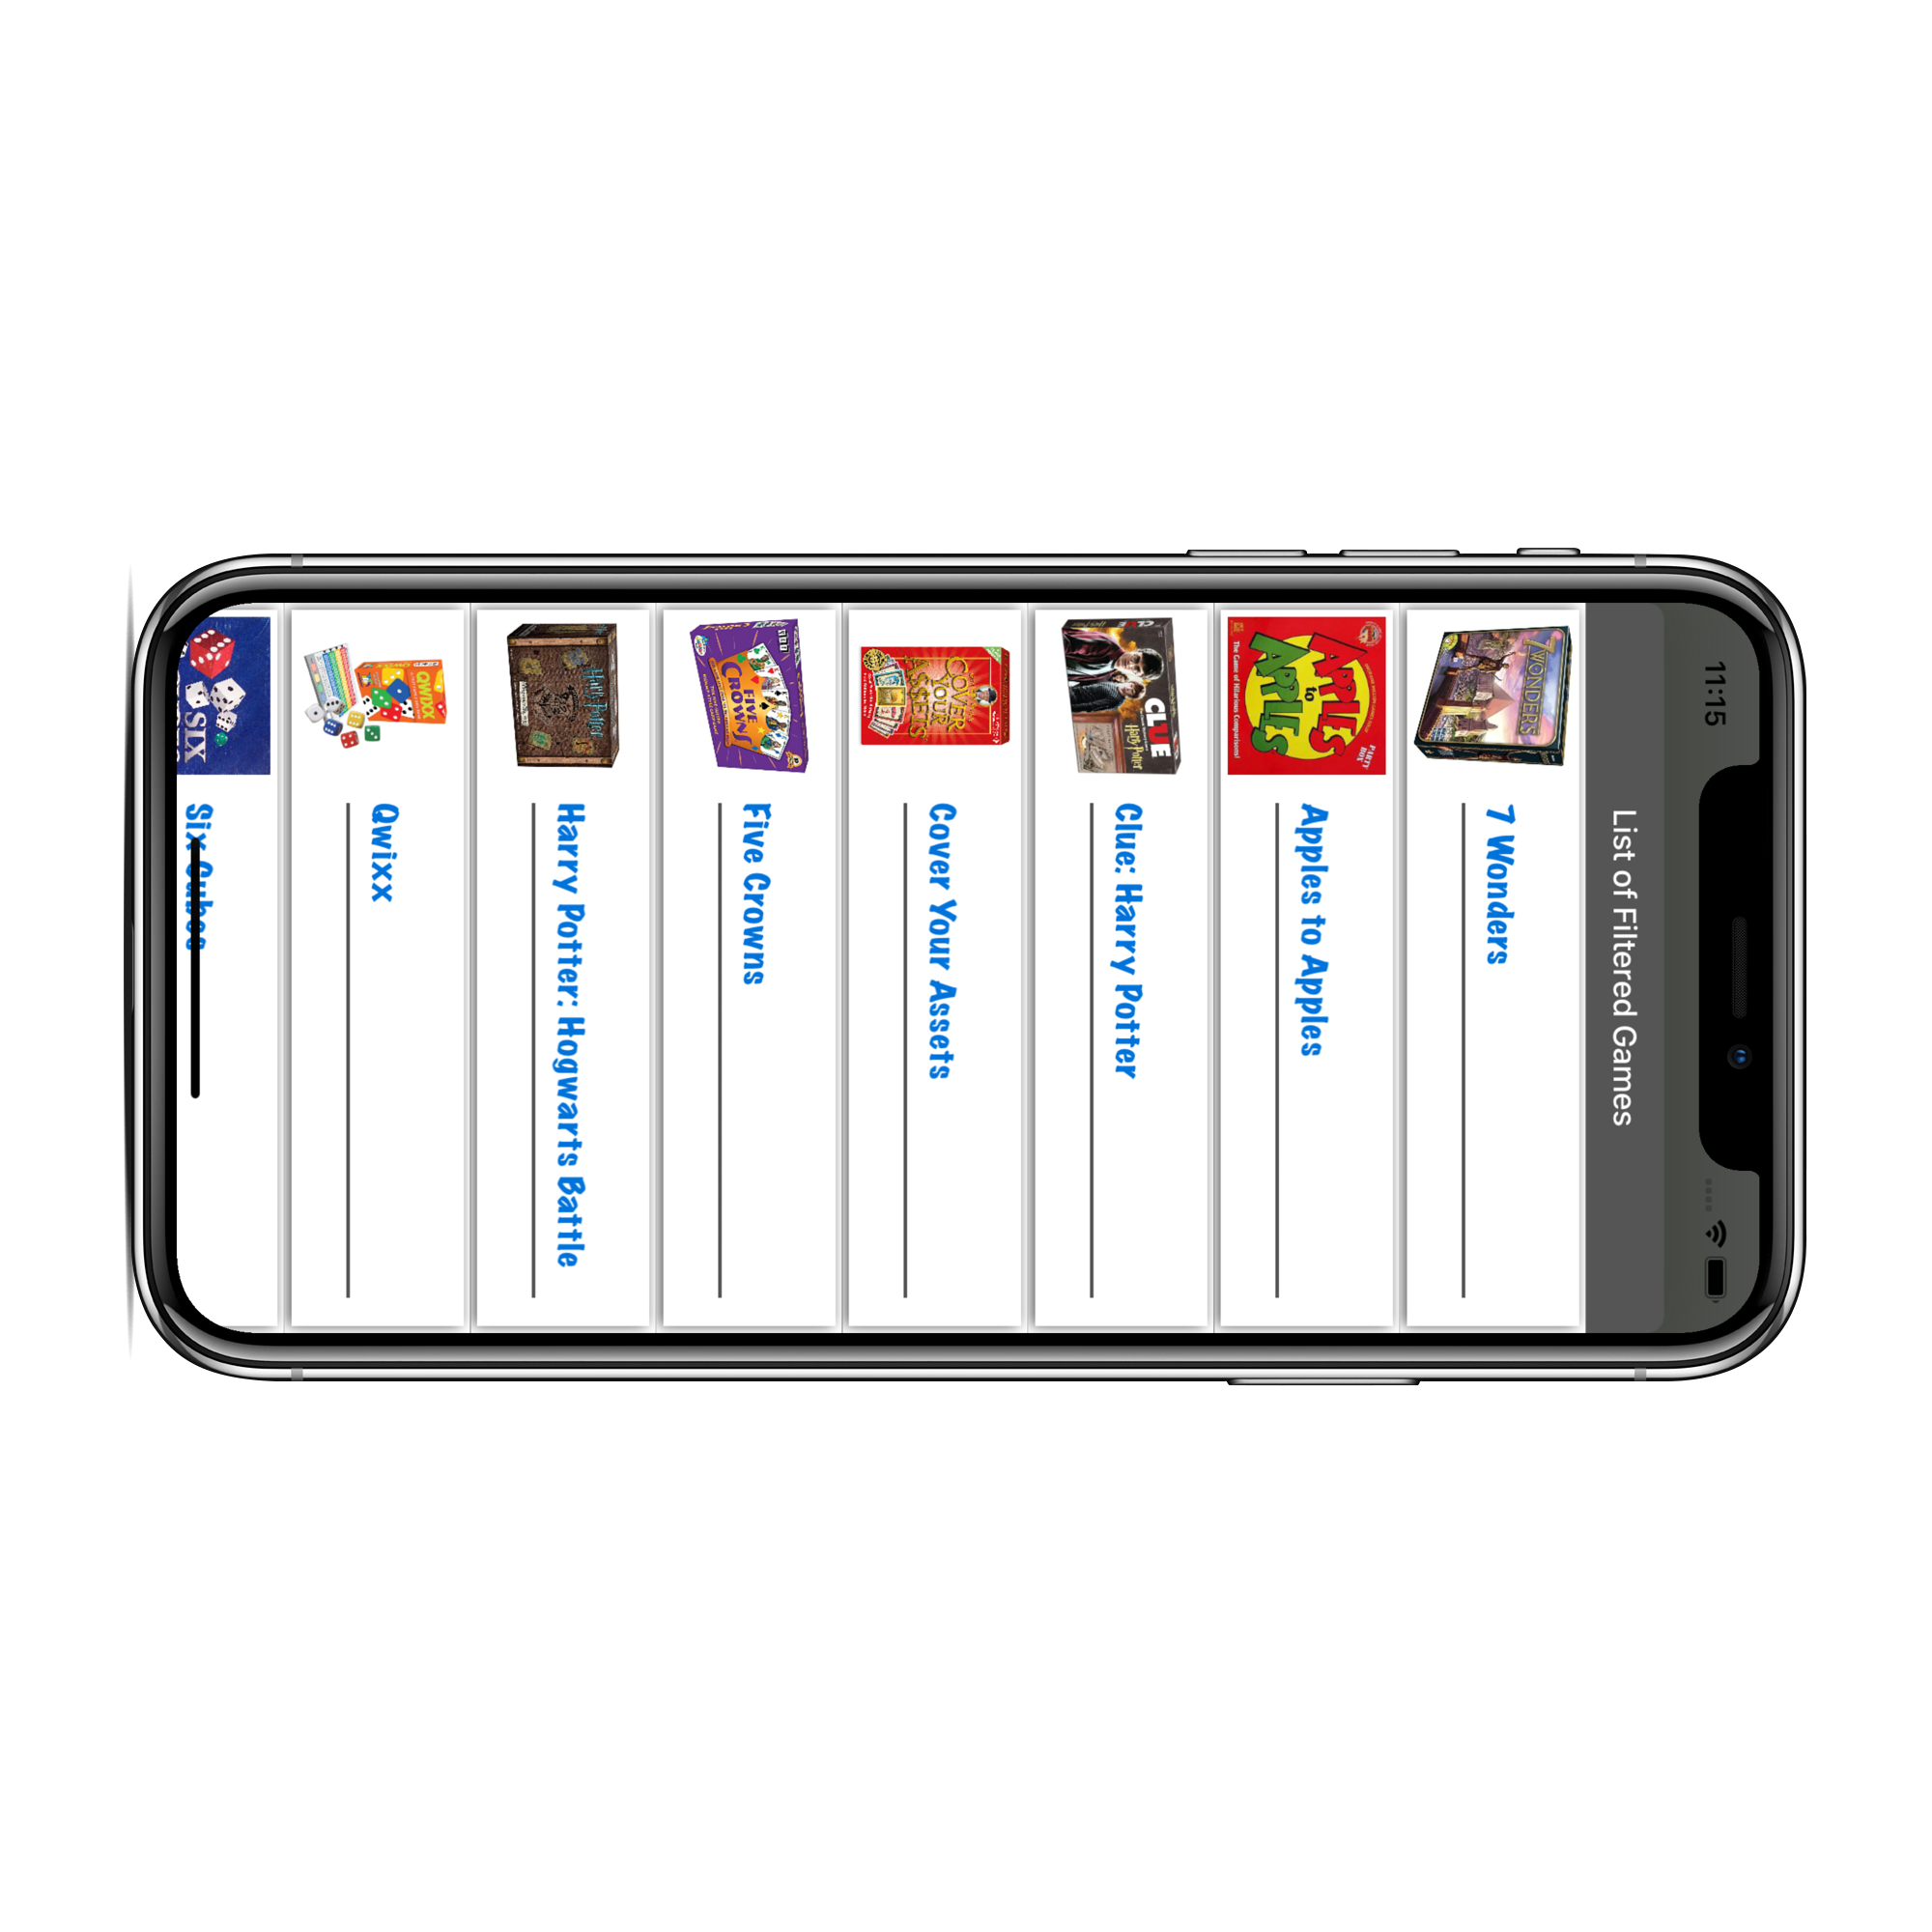 11:15
List of Filtered Games
7 WONDERS
7 Wonders
APPLES
to
APPLES
PARTY BOX
The Game of Hilarious Comparisons!
Apples to Apples
CLUE
Harry Potter
Clue: Harry Potter
COVER
YOUR
ASSETS
Cover Your Assets
FIVE
CROWNS
Five Crowns
Harry Potter
Harry Potter: Hogwarts Battle
QWIXX
Qwixx
SIX
Six Cubes